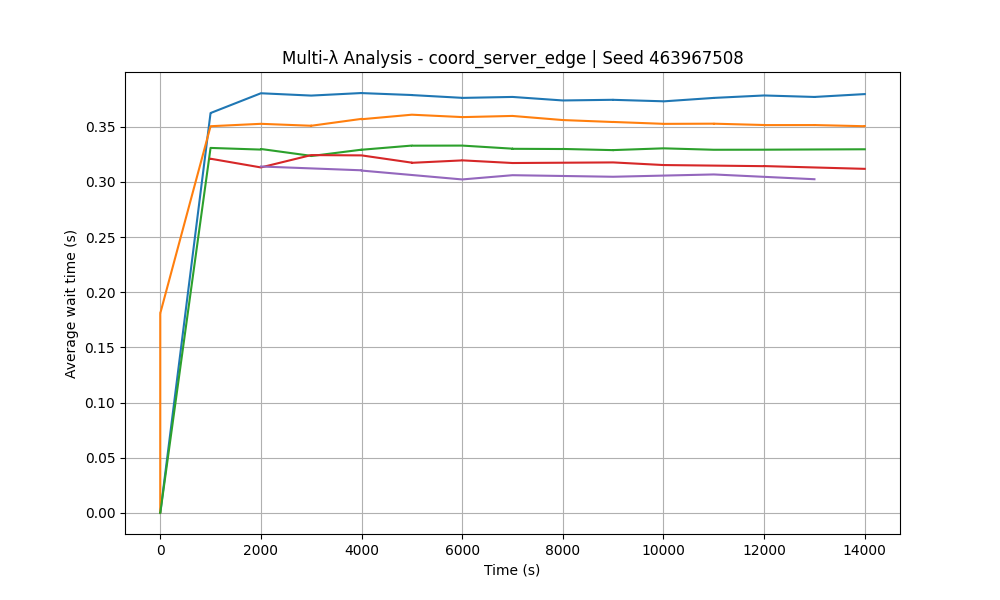 Multi-λ Analysis - coord_server_edge | Seed 463967508
Average wait time (s)
0.35
0.30
0.25
0.20
0.15
0.10
0.05
0.00
0 2000 4000 6000 8000 10000 12000 14000
Time (s)